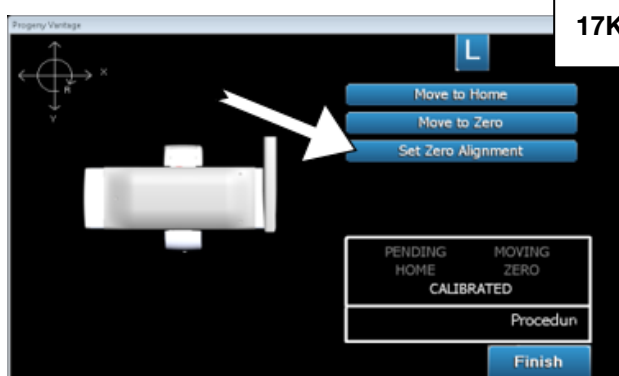 17K
Progeny Vantage
L
X
R
Y
Move to Home
Move to Zero
Set Zero Alignment
PENDING MOVING
HOME ZERO
CALIBRATED
Procedun
Finish